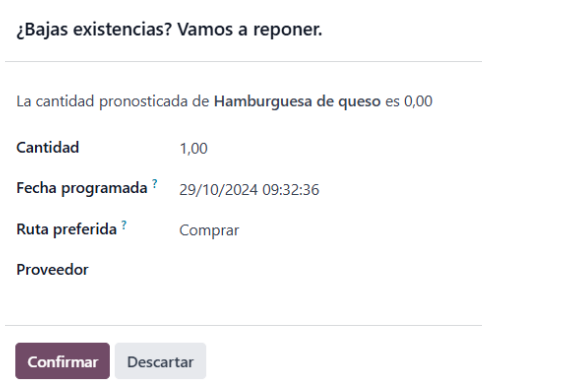 ¿Bajas existencias? Vamos a reponer.
La cantidad pronosticada de Hamburguesa de queso es 0,00
Cantidad 1,00
Fecha programada ? 29/10/2024 09:32:36
Ruta preferida ? Comprar
Proveedor
Confirmar Descartar